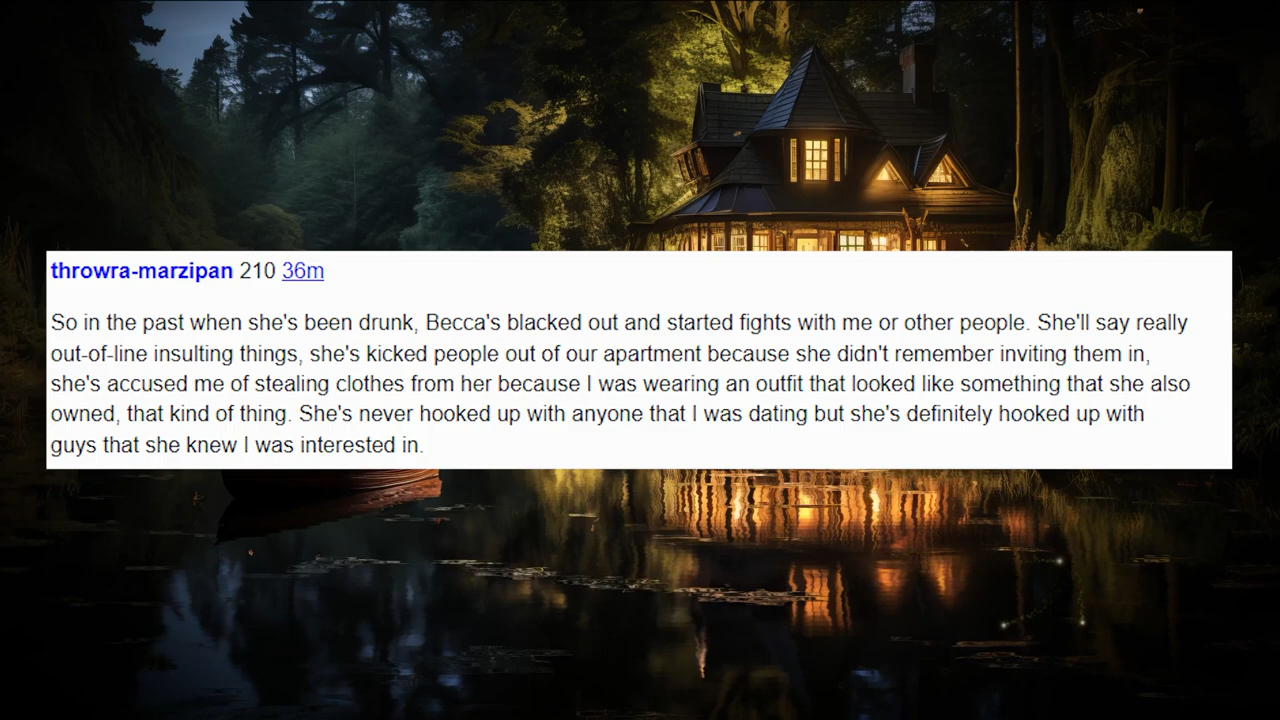 throwra-marzipan 210 36m
So in the past when she's been drunk, Becca's blacked out and started fights with me or other people. She'll say really
out-of-line insulting things, she's kicked people out of our apartment because she didn't remember inviting them in,
she's accused me of stealing clothes from her because I was wearing an outfit that looked like something that she also
owned, that kind of thing. She's never hooked up with anyone that I was dating but she's definitely hooked up with
guys that she knew I was interested in.